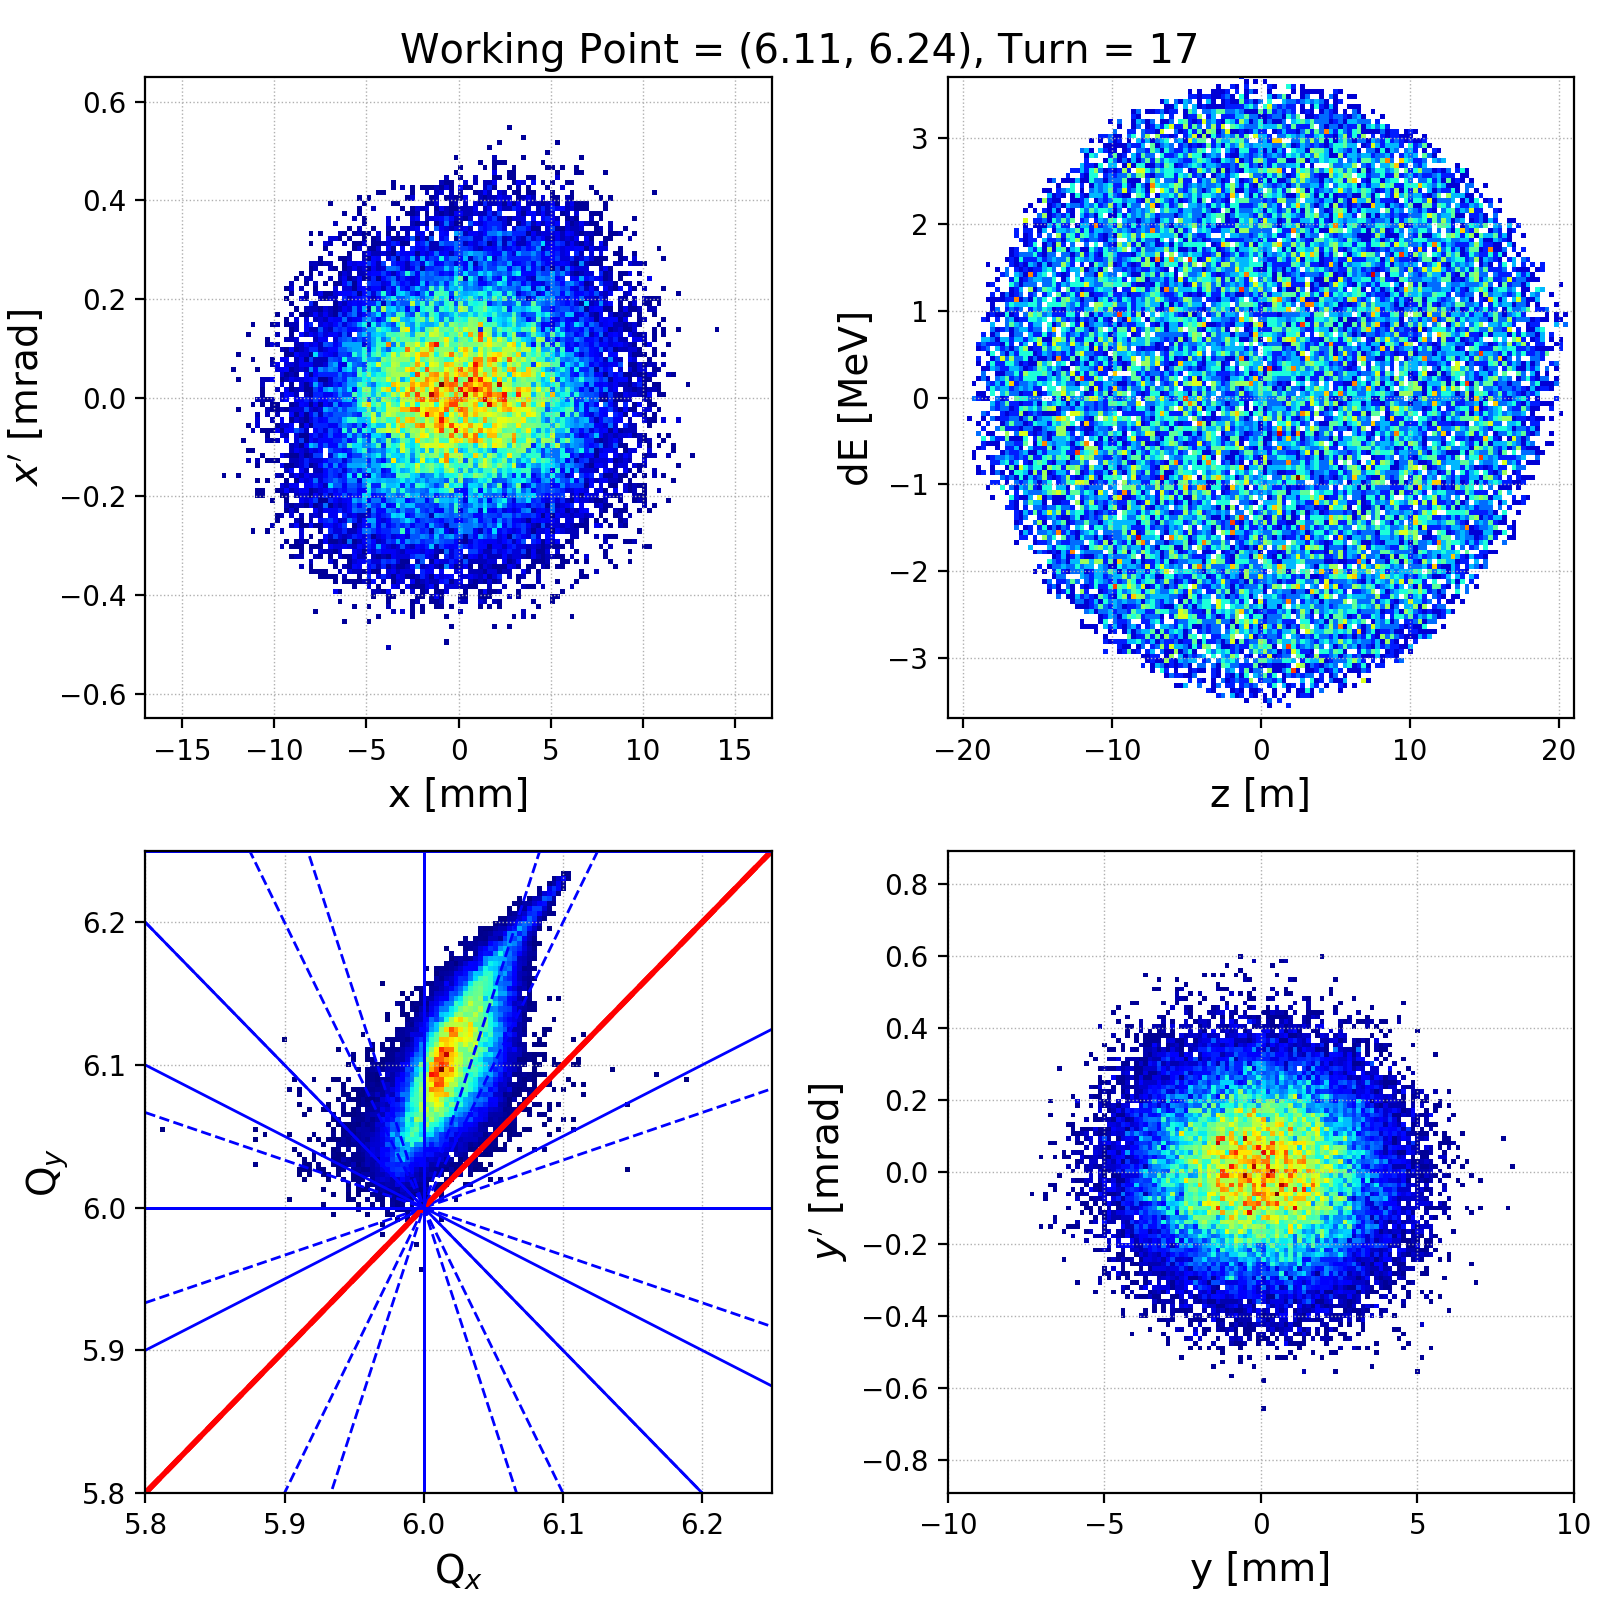 Working Point = (6.11, 6.24), Turn = 17
0.6
0.4
0.2
0.0
−0.2
−0.4
−0.6
x′ [mrad]
−15 −10 −5 0 5 10 15
x [mm]
3
2
1
0
−1
−2
−3
dE [MeV]
−20 −10 0 10 20
z [m]
6.2
6.1
6.0
5.9
5.8
Qy
5.8 5.9 6.0 6.1 6.2
Qx
0.8
0.6
0.4
0.2
0.0
−0.2
−0.4
−0.6
−0.8
y′ [mrad]
−10 −5 0 5 10
y [mm]